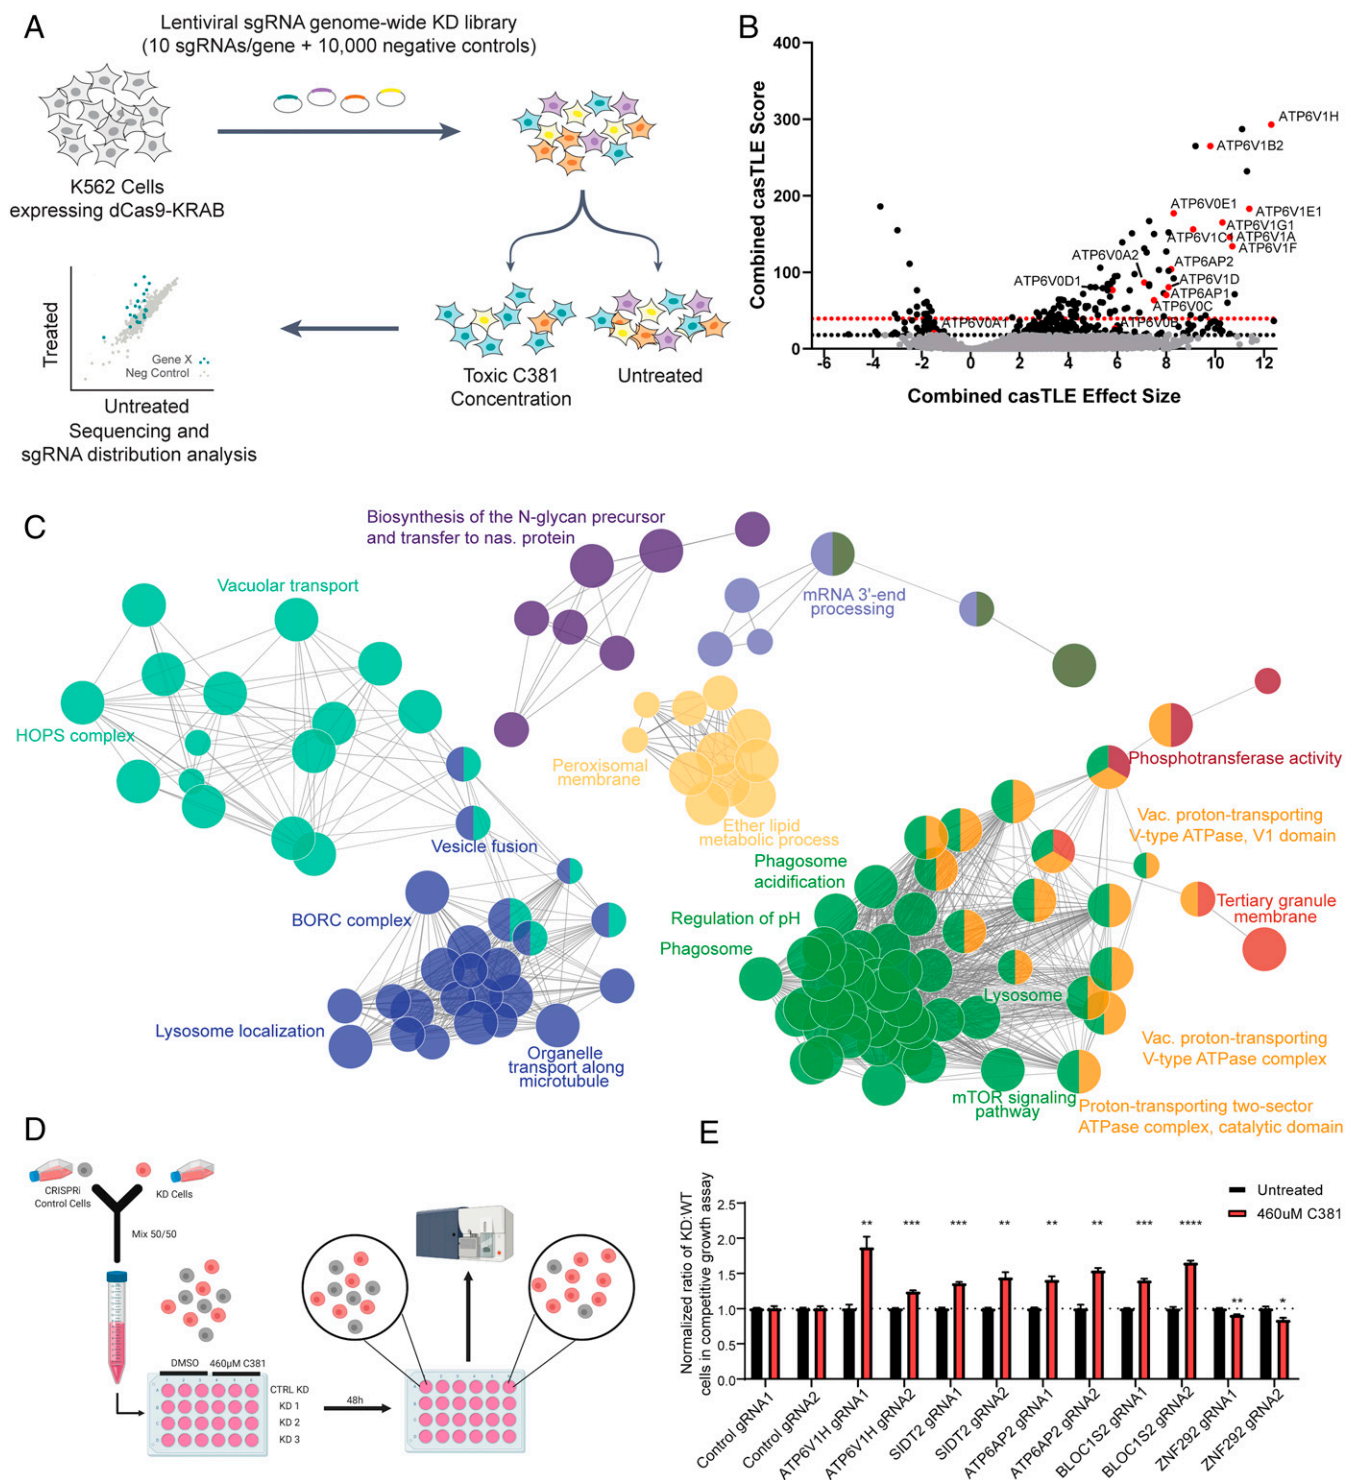 A
Lentiviral sgRNA genome-wide KD library
(10 sgRNAs/gene + 10,000 negative controls)
K562 Cells
expressing dCas9-KRAB
Toxic C381
Concentration
Untreated
Treated
Gene X
Neg Control
Untreated
Sequencing and
sgRNA distribution analysis
B
Combined casTLE Score
400
300
200
100
0
-6
-4
-2
0
2
4
6
8
10
12
Combined casTLE Effect Size
ATP6V1H
ATP6V1B2
ATP6V0E1
ATP6V1E1
ATP6V1G1
ATP6V1C1
ATP6V1A
ATP6V1F
ATP6V0A2
ATP6AP2
ATP6V0D1
ATP6V1D
ATP6AP1
ATP6V0C
ATP6V0A1
ATP6V0B
C
Biosynthesis of the N-glycan precursor
and transfer to nas. protein
Vacuolar transport
mRNA 3'-end
processing
HOPS complex
Peroxisomal
membrane
Phosphotransferase activity
Ether lipid
metabolic process
Vac. proton-transporting
V-type ATPase, V1 domain
Vesicle fusion
Phagosome
acidification
BORC complex
Regulation of pH
Tertiary granule
membrane
Phagosome
Lysosome
Lysosome localization
Organelle
transport along
microtubule
Vac. proton-transporting
V-type ATPase complex
mTOR signaling
pathway
Proton-transporting two-sector
ATPase complex, catalytic domain
D
CRISPRi
Control Cells
KD Cells
Mix 50/50
DMSO
460µM C381
CTRL KD
KD 1
KD 2
KD 3
48h
E
Untreated
460uM C381
Normalized ratio of KD:WT
cells in competitive growth assay
2.5
2.0
1.5
1.0
0.5
0.0
**
***
***
**
**
**
***
****
**
*
Control gRNA1
Control gRNA2
ATP6V1H gRNA1
ATP6V1H gRNA2
SIDT2 gRNA1
SIDT2 gRNA2
ATP6AP2 gRNA1
ATP6AP2 gRNA2
BLOC1S2 gRNA1
BLOC1S2 gRNA2
ZNF292 gRNA1
ZNF292 gRNA2